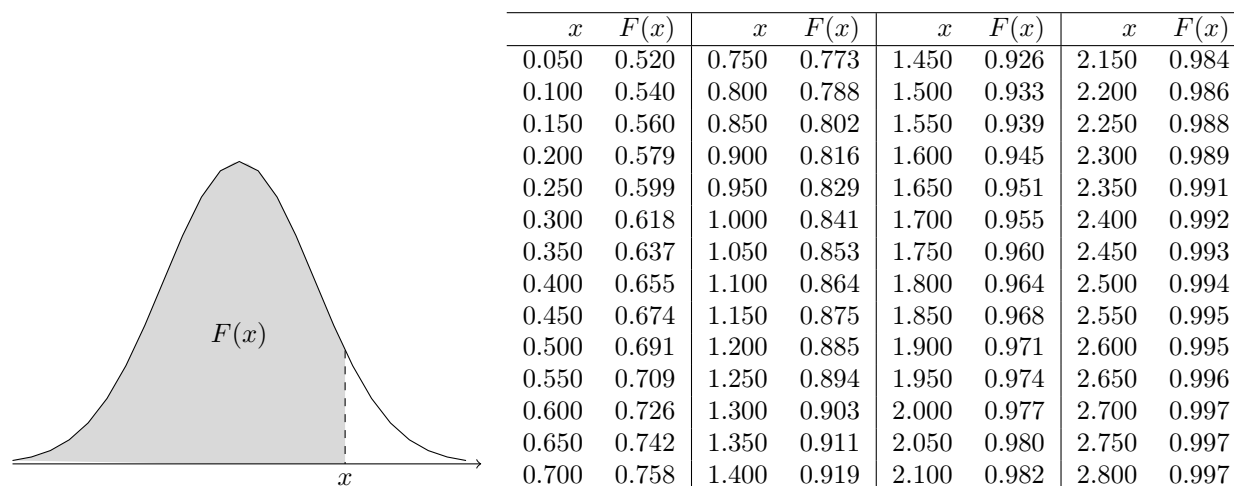 x F(x) x F(x) x F(x) x F(x)
0.050 0.520 0.750 0.773 1.450 0.926 2.150 0.984
0.100 0.540 0.800 0.788 1.500 0.933 2.200 0.986
0.150 0.560 0.850 0.802 1.550 0.939 2.250 0.988
0.200 0.579 0.900 0.816 1.600 0.945 2.300 0.989
0.250 0.599 0.950 0.829 1.650 0.951 2.350 0.991
0.300 0.618 1.000 0.841 1.700 0.955 2.400 0.992
0.350 0.637 1.050 0.853 1.750 0.960 2.450 0.993
0.400 0.655 1.100 0.864 1.800 0.964 2.500 0.994
0.450 0.674 1.150 0.875 1.850 0.968 2.550 0.995
0.500 0.691 1.200 0.885 1.900 0.971 2.600 0.995
0.550 0.709 1.250 0.894 1.950 0.974 2.650 0.996
0.600 0.726 1.300 0.903 2.000 0.977 2.700 0.997
0.650 0.742 1.350 0.911 2.050 0.980 2.750 0.997
0.700 0.758 1.400 0.919 2.100 0.982 2.800 0.997
F(x)
x